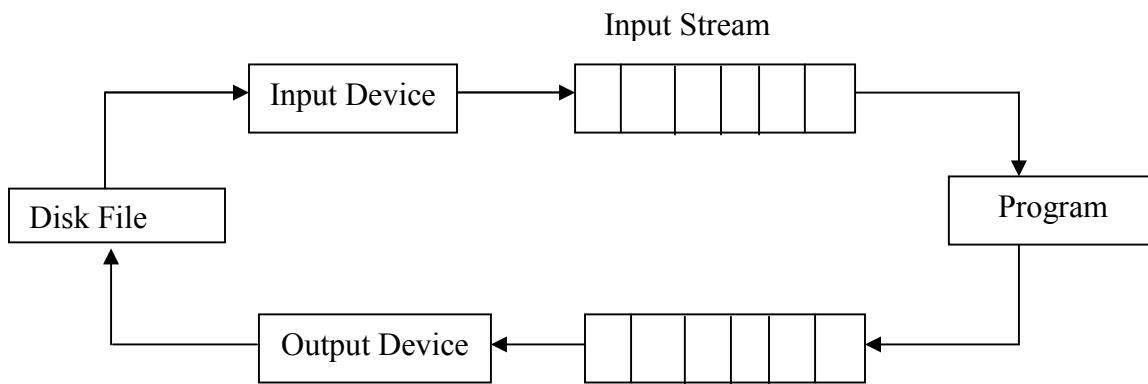 Input Stream
Input Device
Program
Disk File
Output Device